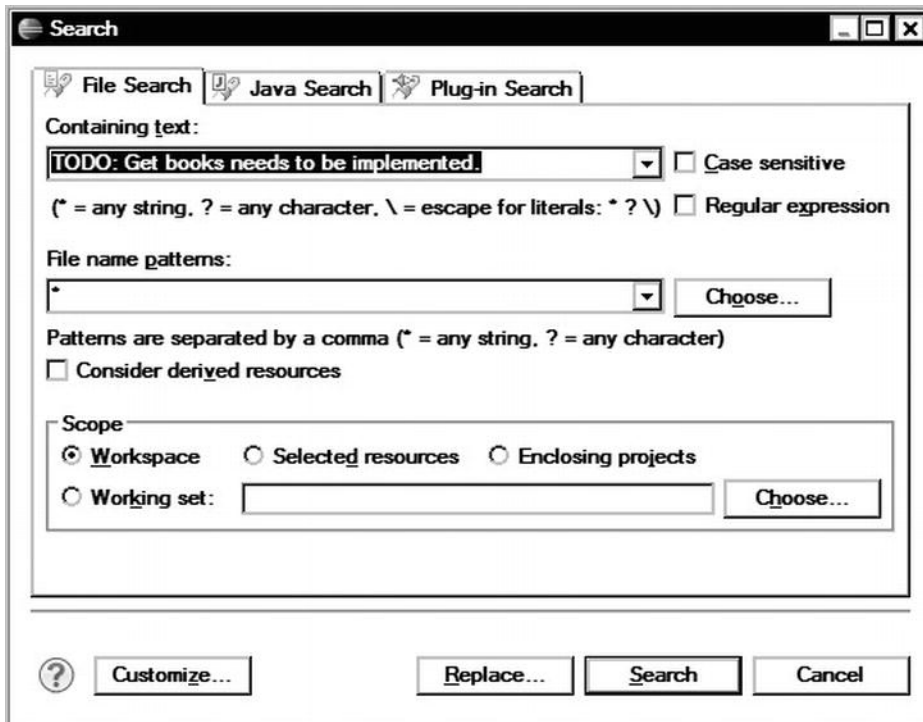 Search
File Search Java Search Plug-in Search
Containing text:
TODO: Get books needs to be implemented. Case sensitive
(* = any string, ? = any character, \ = escape for literals: * ? \) Regular expression
File name patterns:
* Choose...
Patterns are separated by a comma (* = any string, ? = any character)
Consider derived resources
Scope
Workspace Selected resources Enclosing projects
Working set: Choose...
? Customize... Replace... Search Cancel